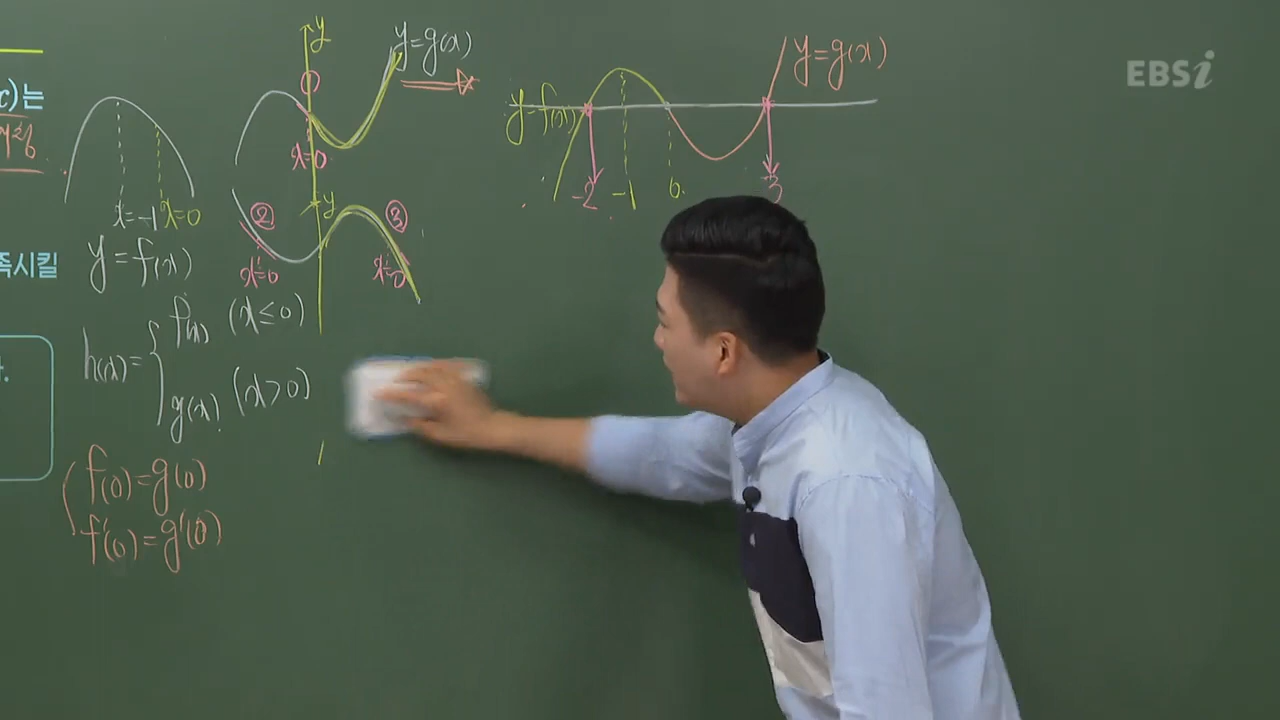 x)는
족시킬
x=-1
x=0
y=f(x)
h(x)=
f(x) (x≤0)
g(x) (x>0)
f(0)=g(0)
f'(0)=g'(0)
y
①
y=g(x)
x=0
y
②
③
x=0
x=0
y=f(x)
y=g(x)
-2
-1
0
3
EBSi